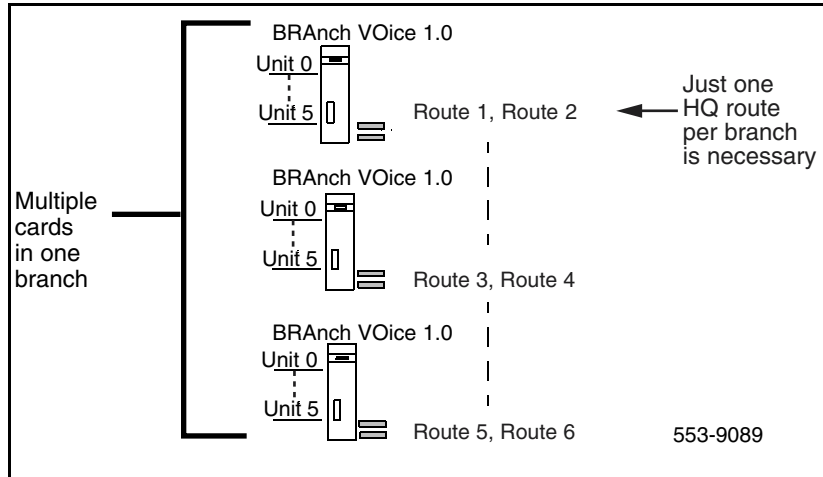 BRAnch VOice 1.0
Unit 0
Unit 5
Route 1, Route 2
Just one
HQ route
per branch
is necessary
Multiple
cards
in one
branch
BRAnch VOice 1.0
Unit 0
Unit 5
Route 3, Route 4
BRAnch VOice 1.0
Unit 0
Unit 5
Route 5, Route 6
553-9089